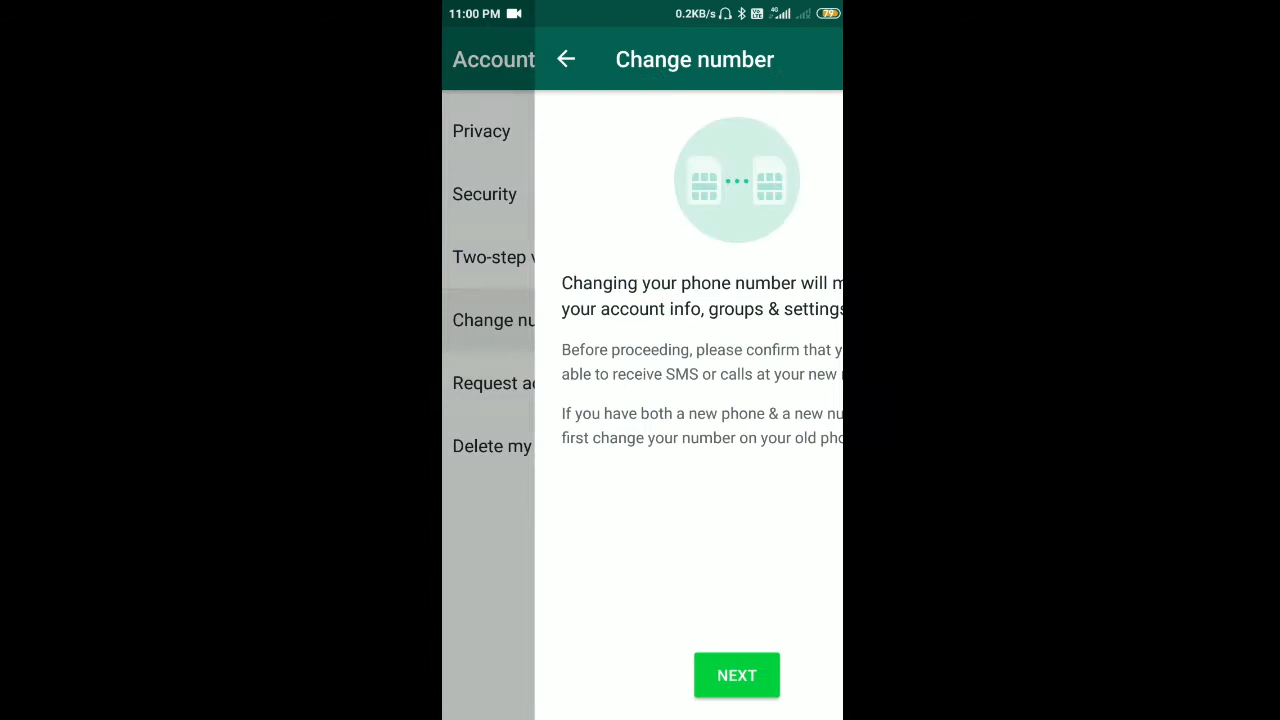 11:00 PM
0.2KB/s
4G
79
Account
Change number
Privacy
Security
Two-step
Change nu
Request a
Delete my
Changing your phone number will
your account info, groups & settings
Before proceeding, please confirm that y
able to receive SMS or calls at your new
If you have both a new phone & a new nu
first change your number on your old pho
NEXT